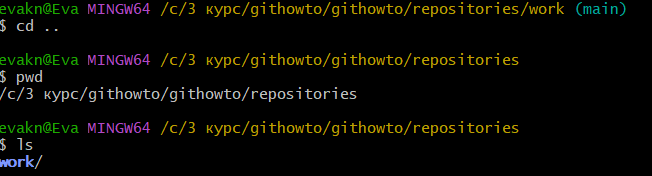 evakn@Eva MINGW64 /c/3 курс/githowto/githowto/repositories/work (main)
$ cd ..
evakn@Eva MINGW64 /c/3 курс/githowto/githowto/repositories
$ pwd
/c/3 курс/githowto/githowto/repositories
evakn@Eva MINGW64 /c/3 курс/githowto/githowto/repositories
$ ls
work/